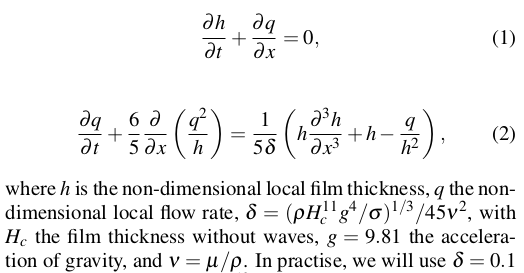 ∂h/∂t + ∂q/∂x = 0, (1)
∂q/∂t + 6/5 ∂/∂x (q²/h) = 1/5δ (h ∂³h/∂x³ + h − q/h²), (2)
where h is the non-dimensional local film thickness, q the non-
dimensional local flow rate, δ = (ρH_c^11 g^4/σ)^1/3/45ν², with
H_c the film thickness without waves, g = 9.81 the accelera-
tion of gravity, and ν = μ/ρ. In practise, we will use δ = 0.1